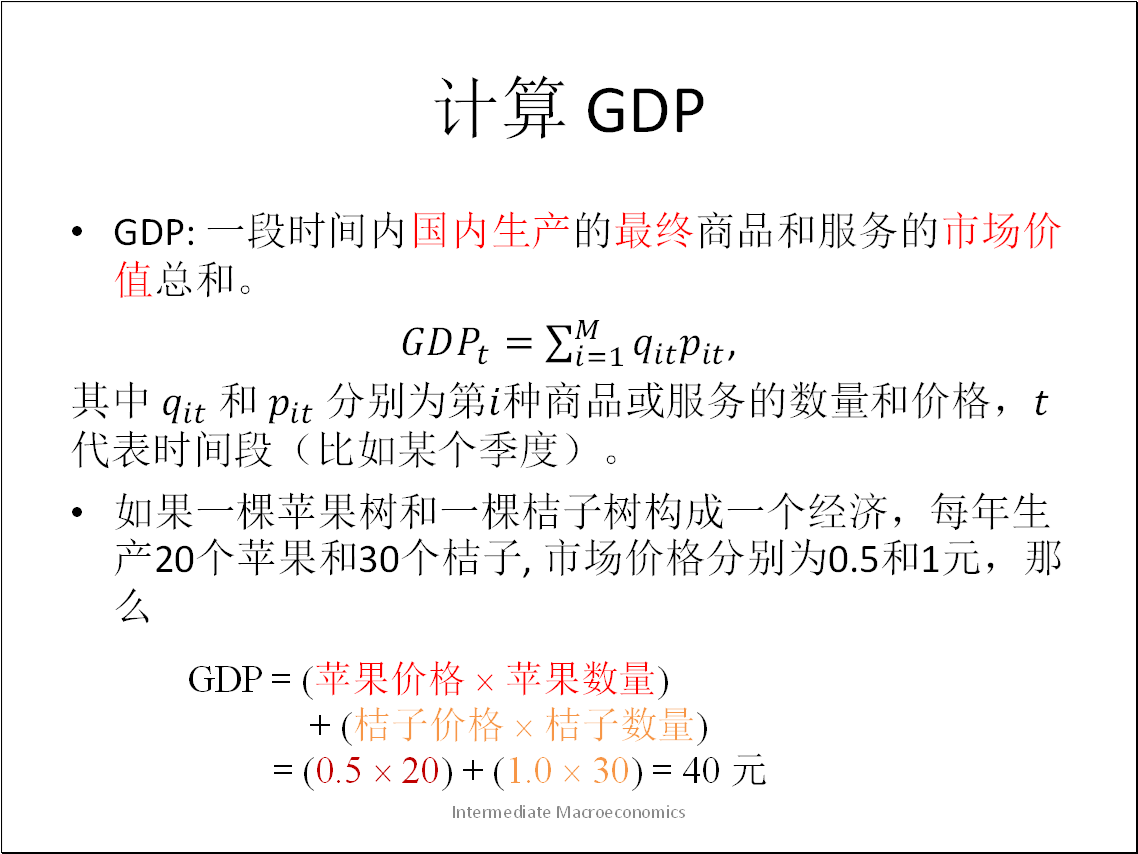 计算 GDP
• GDP: 一段时间内国内生产的最终商品和服务的市场价
值总和。
$GDP_t = \sum_{i=1}^{M} q_{it}p_{it}$,
其中 $q_{it}$ 和 $p_{it}$ 分别为第$i$种商品或服务的数量和价格，$t$
代表时间段（比如某个季度）。
• 如果一棵苹果树和一棵桔子树构成一个经济，每年生
产20个苹果和30个桔子, 市场价格分别为0.5和1元，那
么
GDP = (苹果价格 × 苹果数量)
+ (桔子价格 × 桔子数量)
= (0.5 × 20) + (1.0 × 30) = 40 元
Intermediate Macroeconomics